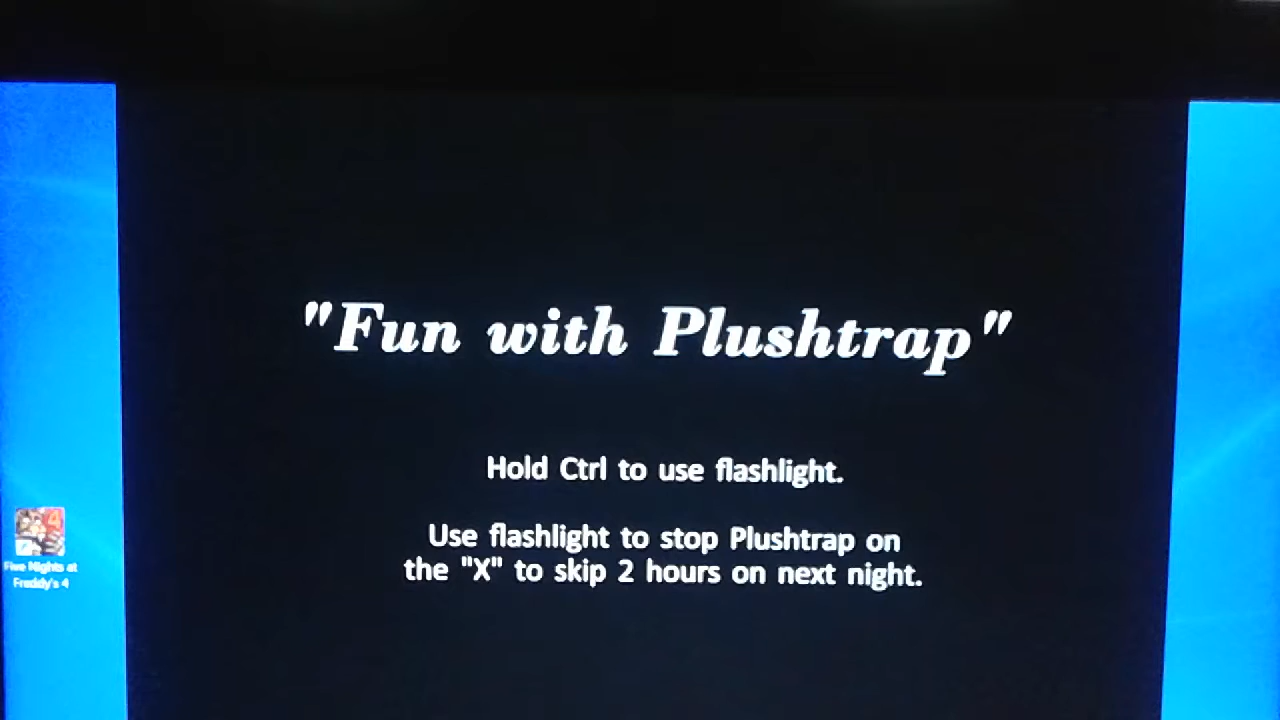 "Fun with Plushtrap"
Hold Ctrl to use flashlight.
Use flashlight to stop Plushtrap on
the "X" to skip 2 hours on next night.
Five Nights at
Freddy's 4